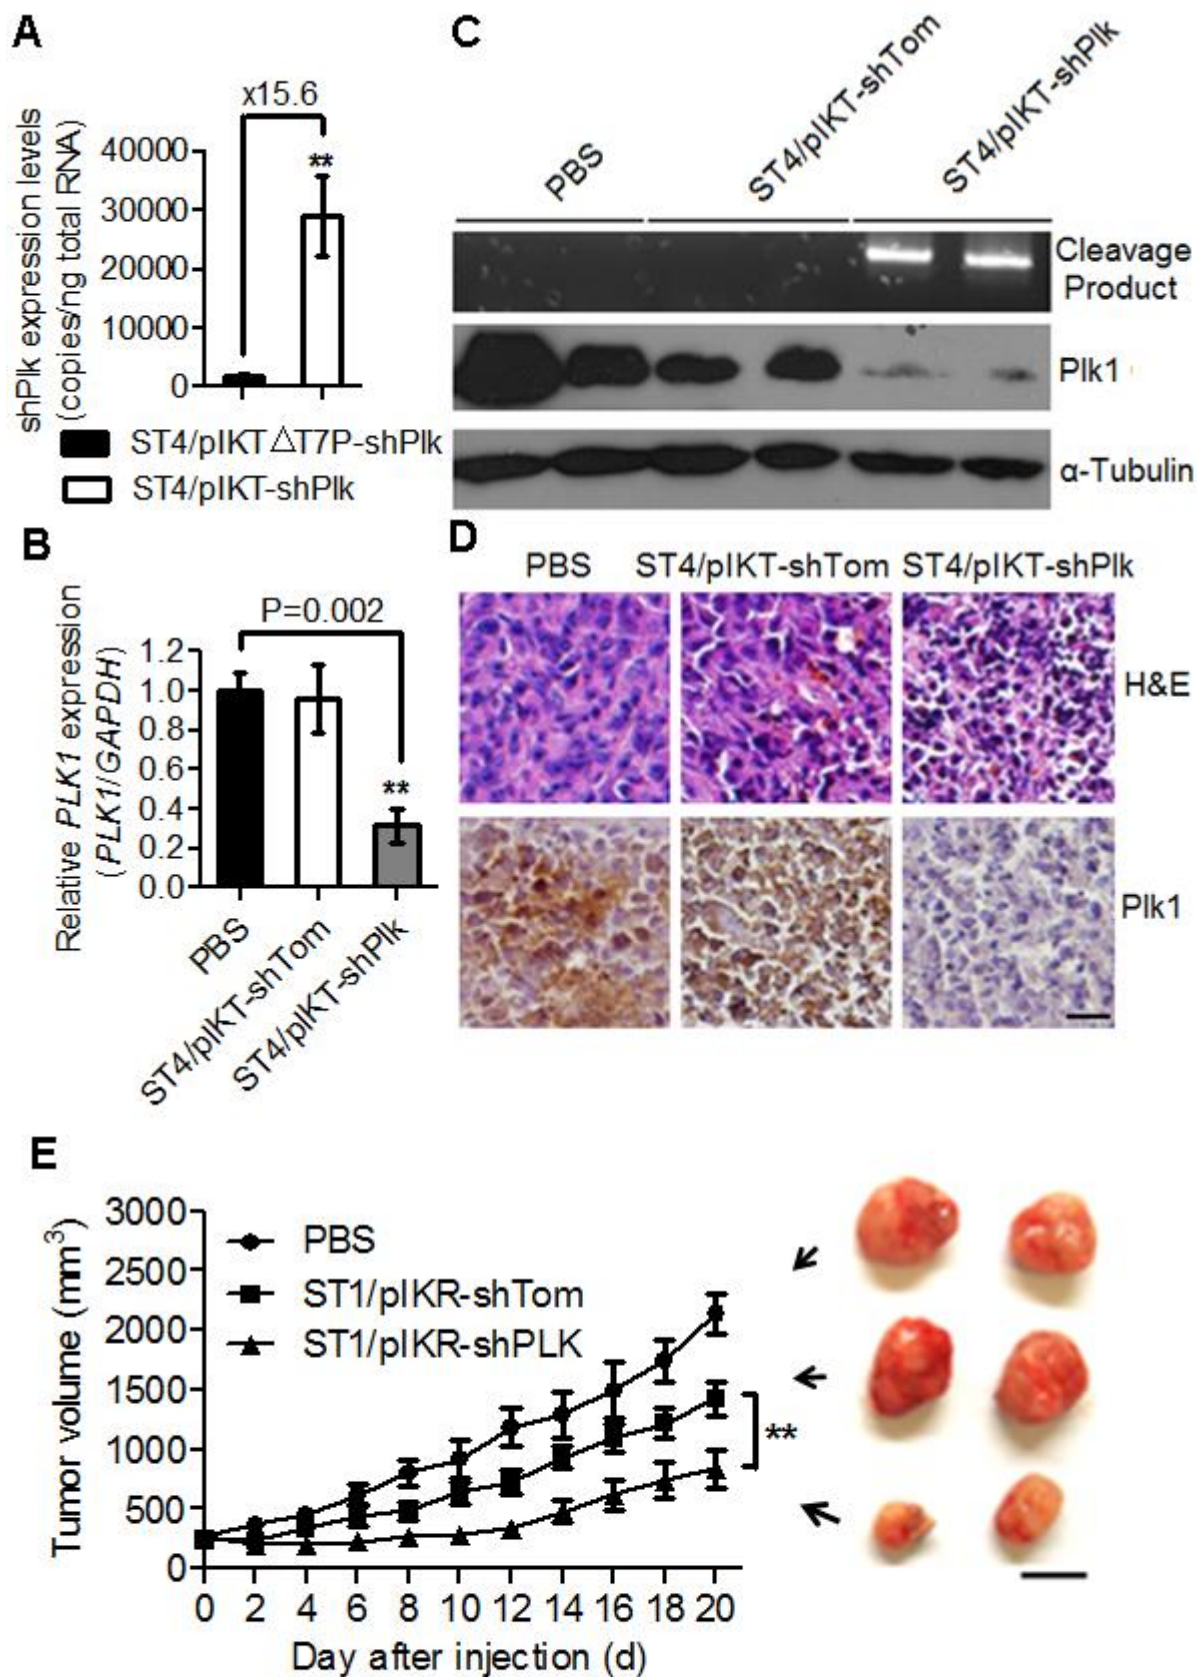 A
x15.6
shPlk expression levels
(copies/ng total RNA)
40000
30000
20000
10000
0
**
ST4/pIKT△T7P-shPlk
ST4/pIKT-shPlk
B
P=0.002
Relative PLK1 expression
(PLK1/GAPDH)
1.2
1.0
0.8
0.6
0.4
0.2
0.0
**
PBS
ST4/pIKT-shTom
ST4/pIKT-shPlk
C
PBS
ST4/pIKT-shTom
ST4/pIKT-shPlk
Cleavage
Product
Plk1
α-Tubulin
D
PBS
ST4/pIKT-shTom
ST4/pIKT-shPlk
H&E
Plk1
E
Tumor volume (mm³)
3000
2500
2000
1500
1000
500
0
PBS
ST1/pIKR-shTom
ST1/pIKR-shPLK
**
0 2 4 6 8 10 12 14 16 18 20
Day after injection (d)